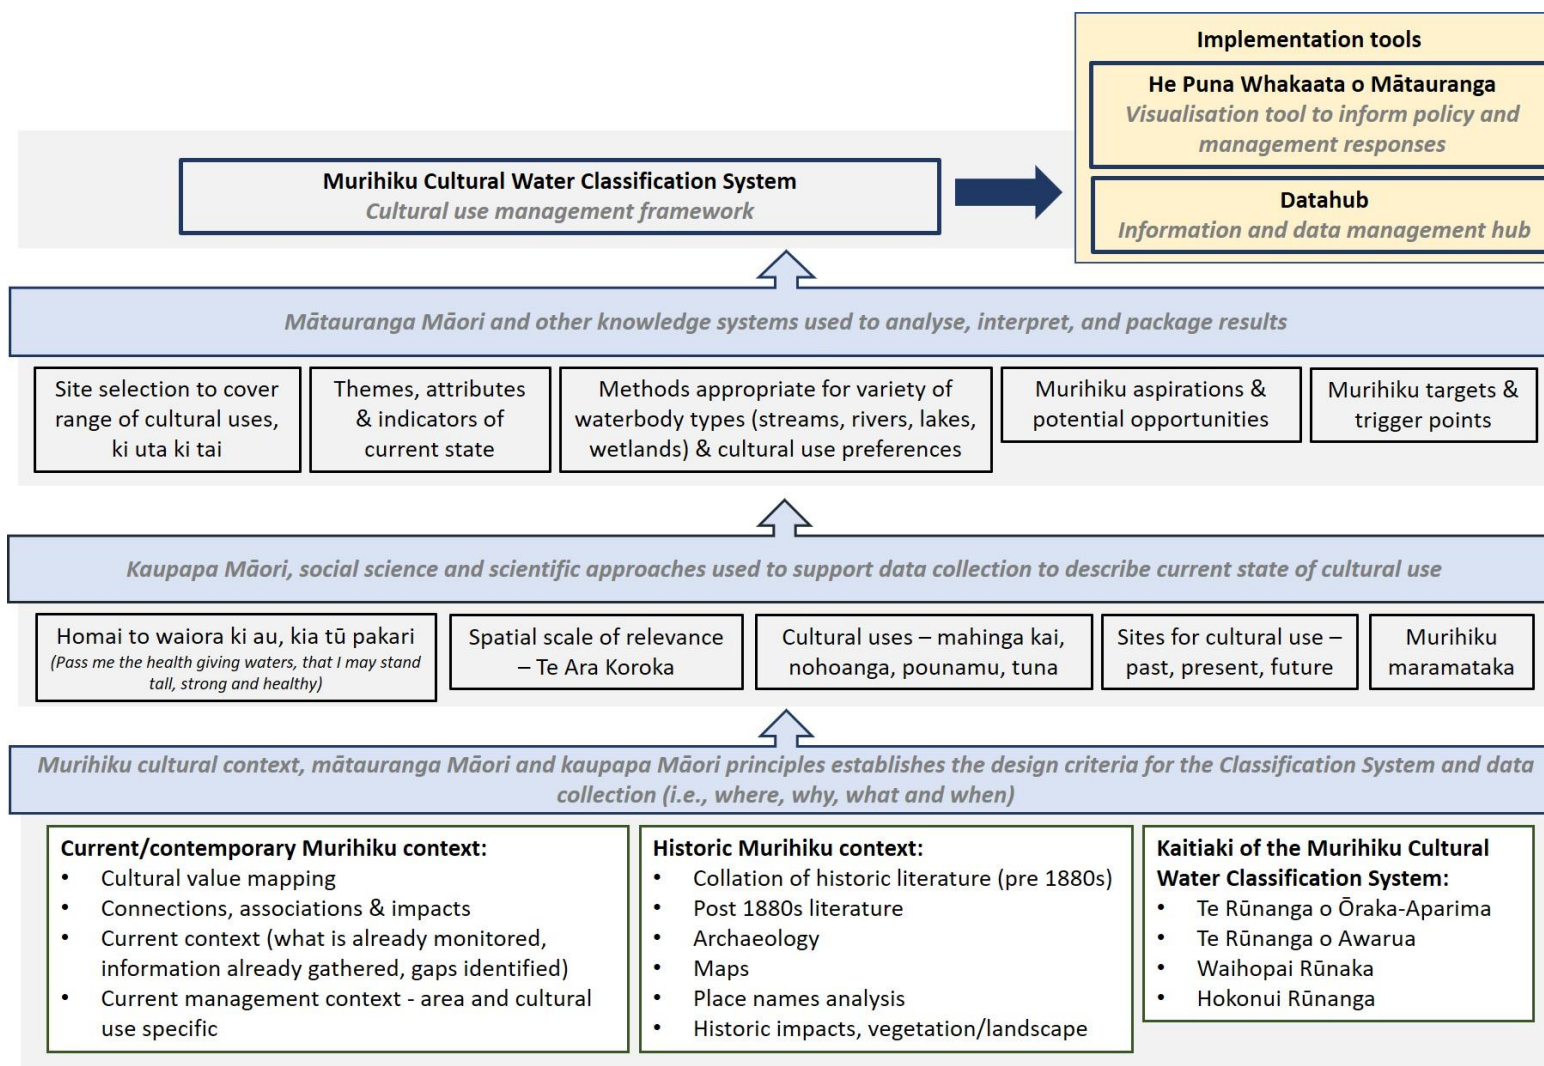 Implementation tools
He Puna Whakaata o Mātauranga
Visualisation tool to inform policy and
management responses
Datahub
Information and data management hub
Murihiku Cultural Water Classification System
Cultural use management framework
Mātauranga Māori and other knowledge systems used to analyse, interpret, and package results
Site selection to cover
range of cultural uses,
ki uta ki tai
Themes, attributes
& indicators of
current state
Methods appropriate for variety of
waterbody types (streams, rivers, lakes,
wetlands) & cultural use preferences
Murihiku aspirations &
potential opportunities
Murihiku targets &
trigger points
Kaupapa Māori, social science and scientific approaches used to support data collection to describe current state of cultural use
Homai to waiora ki au, kia tū pakari
(Pass me the health giving waters, that I may stand
tall, strong and healthy)
Spatial scale of relevance
– Te Ara Koroka
Cultural uses – mahinga kai,
nohoanga, pounamu, tuna
Sites for cultural use –
past, present, future
Murihiku
maramataka
Murihiku cultural context, mātauranga Māori and kaupapa Māori principles establishes the design criteria for the Classification System and data
collection (i.e., where, why, what and when)
Current/contemporary Murihiku context:
• Cultural value mapping
• Connections, associations & impacts
• Current context (what is already monitored,
information already gathered, gaps identified)
• Current management context - area and cultural
use specific
Historic Murihiku context:
• Collation of historic literature (pre 1880s)
• Post 1880s literature
• Archaeology
• Maps
• Place names analysis
• Historic impacts, vegetation/landscape
Kaitiaki of the Murihiku Cultural
Water Classification System:
• Te Rūnanga o Ōraka-Aparima
• Te Rūnanga o Awarua
• Waihopai Rūnaka
• Hokonui Rūnanga